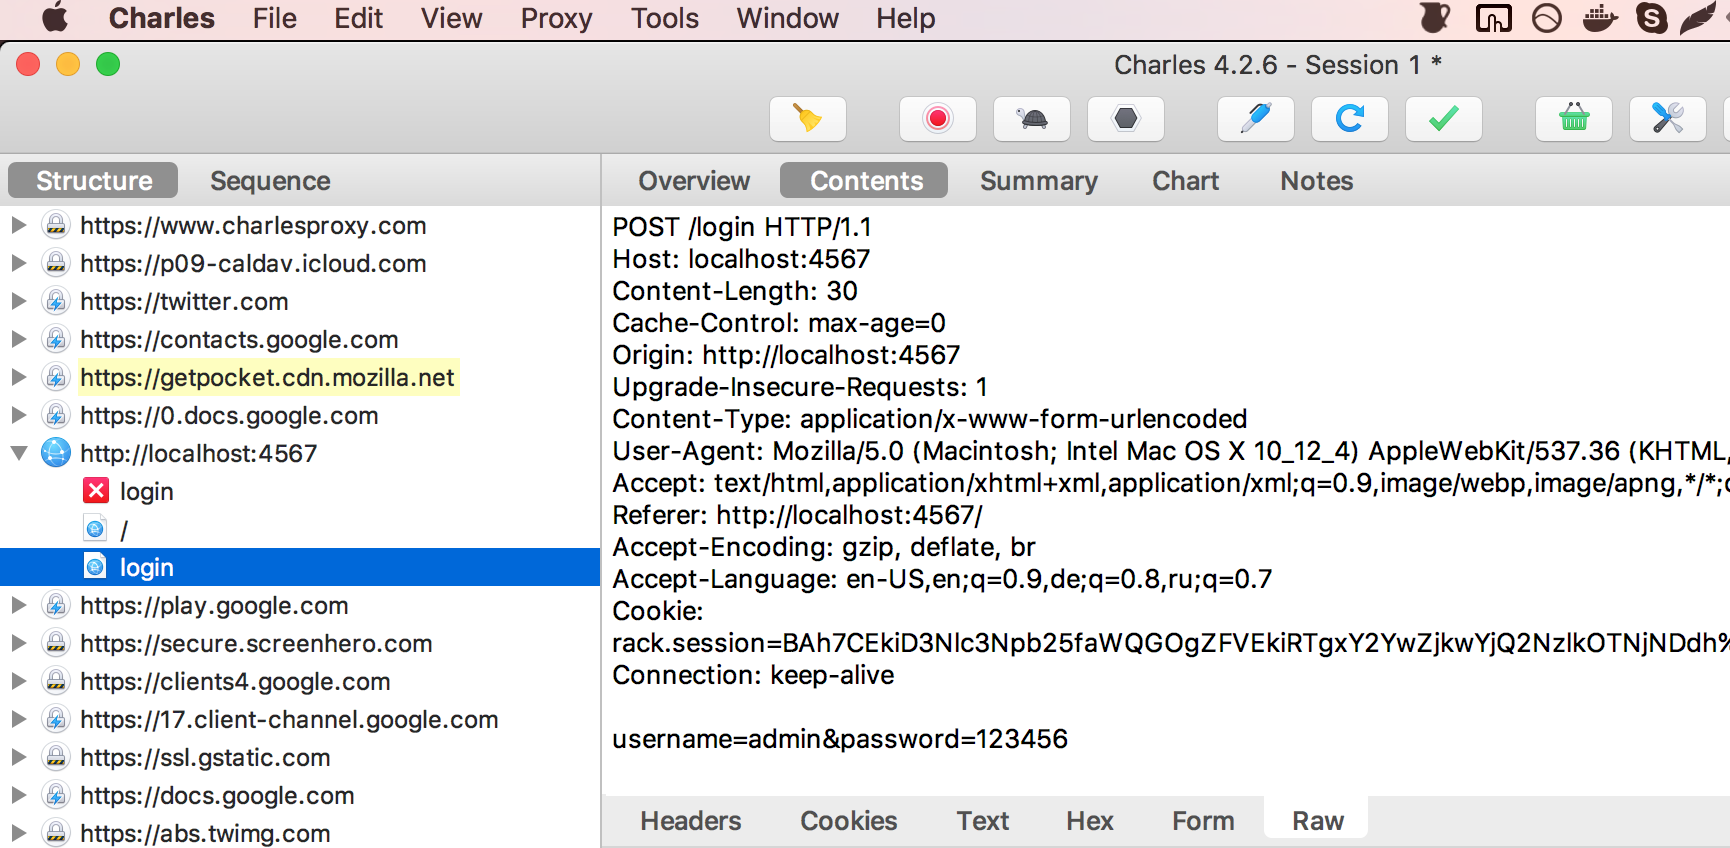 Charles File Edit View Proxy Tools Window Help
Charles 4.2.6 - Session 1 *
Structure Sequence
Overview Contents Summary Chart Notes
https://www.charlesproxy.com
https://p09-caldav.icloud.com
https://twitter.com
https://contacts.google.com
https://getpocket.cdn.mozilla.net
https://0.docs.google.com
http://localhost:4567
login
/
login
https://play.google.com
https://secure.screenhero.com
https://clients4.google.com
https://17.client-channel.google.com
https://ssl.gstatic.com
https://docs.google.com
https://abs.twimg.com
POST /login HTTP/1.1
Host: localhost:4567
Content-Length: 30
Cache-Control: max-age=0
Origin: http://localhost:4567
Upgrade-Insecure-Requests: 1
Content-Type: application/x-www-form-urlencoded
User-Agent: Mozilla/5.0 (Macintosh; Intel Mac OS X 10_12_4) AppleWebKit/537.36 (KHTML,
Accept: text/html,application/xhtml+xml,application/xml;q=0.9,image/webp,image/apng,*/*;
Referer: http://localhost:4567/
Accept-Encoding: gzip, deflate, br
Accept-Language: en-US,en;q=0.9,de;q=0.8,ru;q=0.7
Cookie:
rack.session=BAh7CEkiD3Nlc3Npb25faWQGOgZFVEkiRTgxY2YwZjkwYjQ2NzlkOTNjNDdh%
Connection: keep-alive
username=admin&password=123456
Headers Cookies Text Hex Form Raw